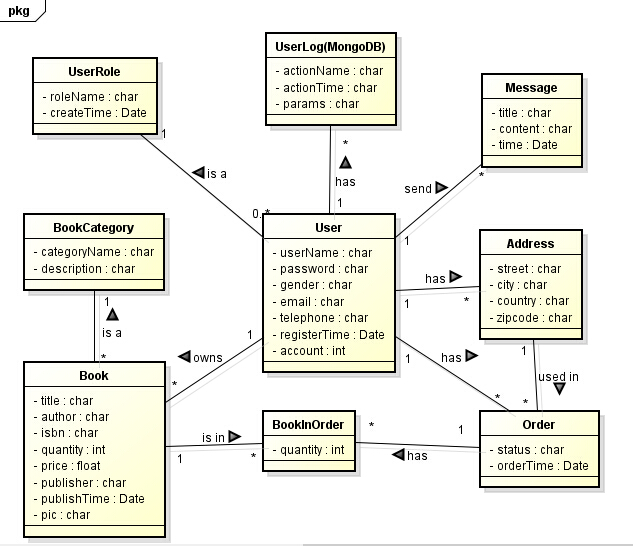 pkg
UserRole
- roleName : char
- createTime : Date
UserLog(MongoDB)
- actionName : char
- actionTime : char
- params : char
Message
- title : char
- content : char
- time : Date
1
is a
0..*
*
has
1
send
*
1
BookCategory
- categoryName : char
- description : char
User
- userName : char
- password : char
- gender : char
- email : char
- telephone : char
- registerTime : Date
- account : int
Address
- street : char
- city : char
- country : char
- zipcode : char
has
1
*
1
is a
*
owns
1
*
has
1
*
1
used in
*
Book
- title : char
- author : char
- isbn : char
- quantity : int
- price : float
- publisher : char
- publishTime : Date
- pic : char
is in
1
*
BookInOrder
- quantity : int
*
1
has
Order
- status : char
- orderTime : Date